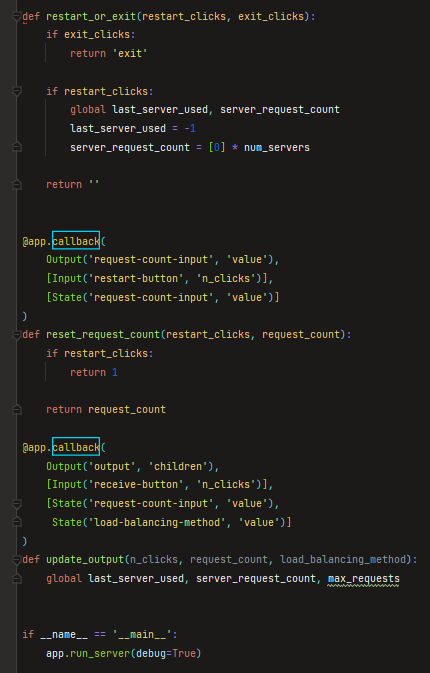 def restart_or_exit(restart_clicks, exit_clicks):
    if exit_clicks:
        return 'exit'

    if restart_clicks:
        global last_server_used, server_request_count
        last_server_used = -1
        server_request_count = [0] * num_servers

    return ''


@app.callback(
    Output('request-count-input', 'value'),
    [Input('restart-button', 'n_clicks')],
    [State('request-count-input', 'value')]
)
def reset_request_count(restart_clicks, request_count):
    if restart_clicks:
        return 1

    return request_count

@app.callback(
    Output('output', 'children'),
    [Input('receive-button', 'n_clicks')],
    [State('request-count-input', 'value'),
     State('load-balancing-method', 'value')]
)
def update_output(n_clicks, request_count, load_balancing_method):
    global last_server_used, server_request_count, max_requests


if __name__ == '__main__':
    app.run_server(debug=True)